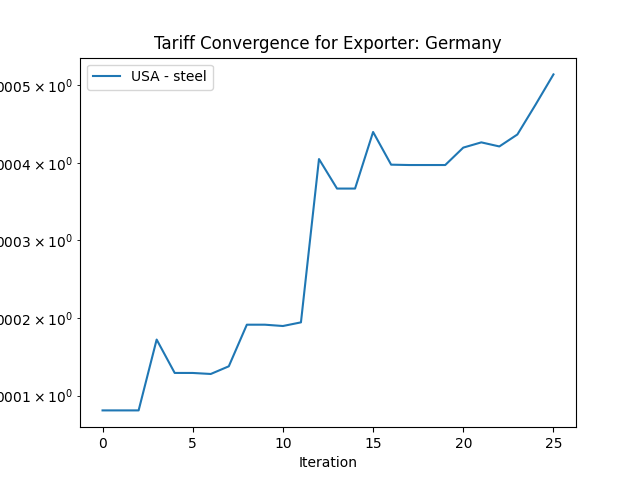 Tariff Convergence for Exporter: Germany
USA - steel
0005 × 10⁰
0004 × 10⁰
0003 × 10⁰
0002 × 10⁰
0001 × 10⁰
0 5 10 15 20 25
Iteration